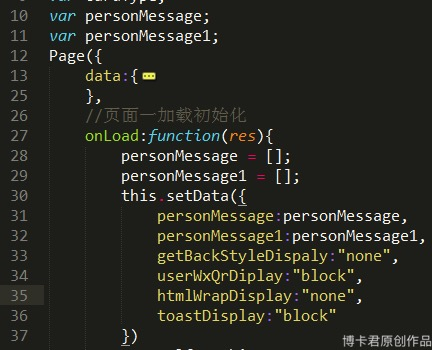 10 var personMessage;
11 var personMessage1;
12 Page({
13 data:{
25 },
26 //页面一加载初始化
27 onLoad:function(res){
28 personMessage = [];
29 personMessage1 = [];
30 this.setData({
31 personMessage:personMessage,
32 personMessage1:personMessage1,
33 getBackStyleDispaly:"none",
34 userWxQrDiplay:"block",
35 htmlWrapDisplay:"none",
36 toastDisplay:"block"
37 })
博卡君原创作品